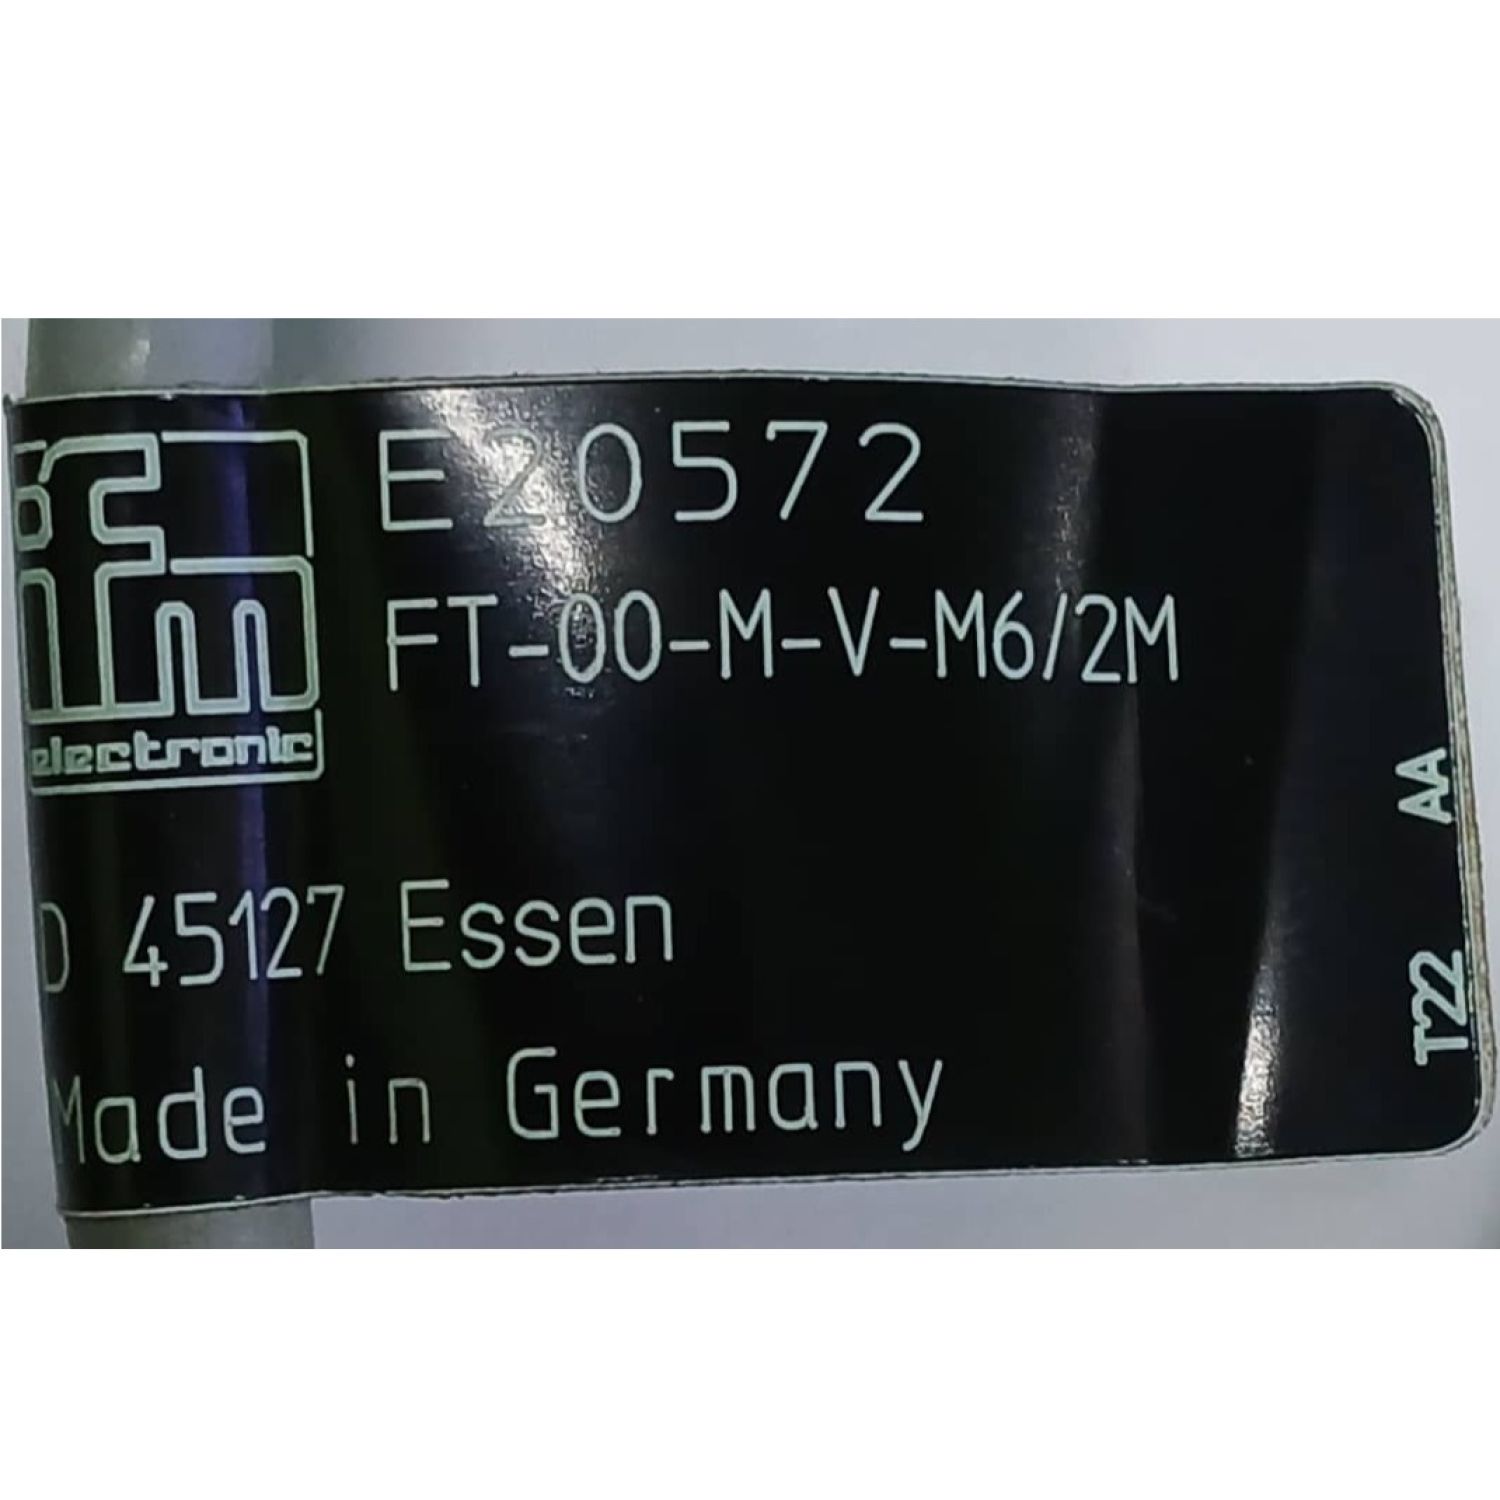 E20572
FT-00-M-V-M6/2M
ifm
electronic
D 45127 Essen
Made in Germany
T22 AA